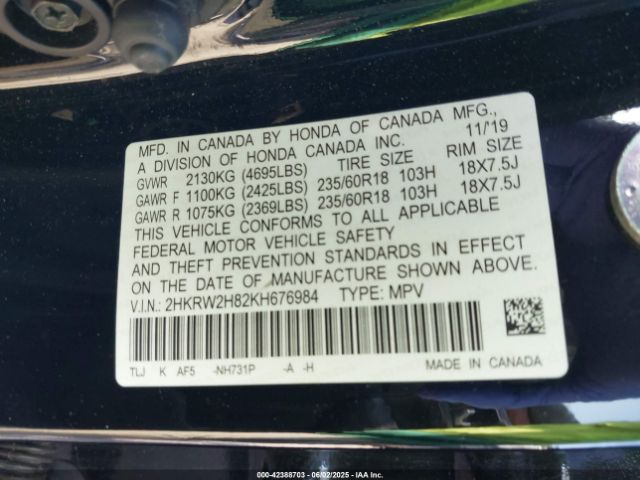 MFD. IN CANADA BY HONDA OF CANADA MFG.,
A DIVISION OF HONDA CANADA INC. 11/19
GVWR 2130KG (4695LBS) TIRE SIZE RIM SIZE
GAWR F 1100KG (2425LBS) 235/60R18 103H 18X7.5J
GAWR R 1075KG (2369LBS) 235/60R18 103H 18X7.5J
THIS VEHICLE CONFORMS TO ALL APPLICABLE
FEDERAL MOTOR VEHICLE SAFETY
AND THEFT PREVENTION STANDARDS IN EFFECT
ON THE DATE OF MANUFACTURE SHOWN ABOVE.
V.I.N.: 2HKRW2H82KH676984 TYPE: MPV
TLJ K AF5 -NH731P -A -H MADE IN CANADA
000-42388703 - 06/02/2025 - IAA Inc.